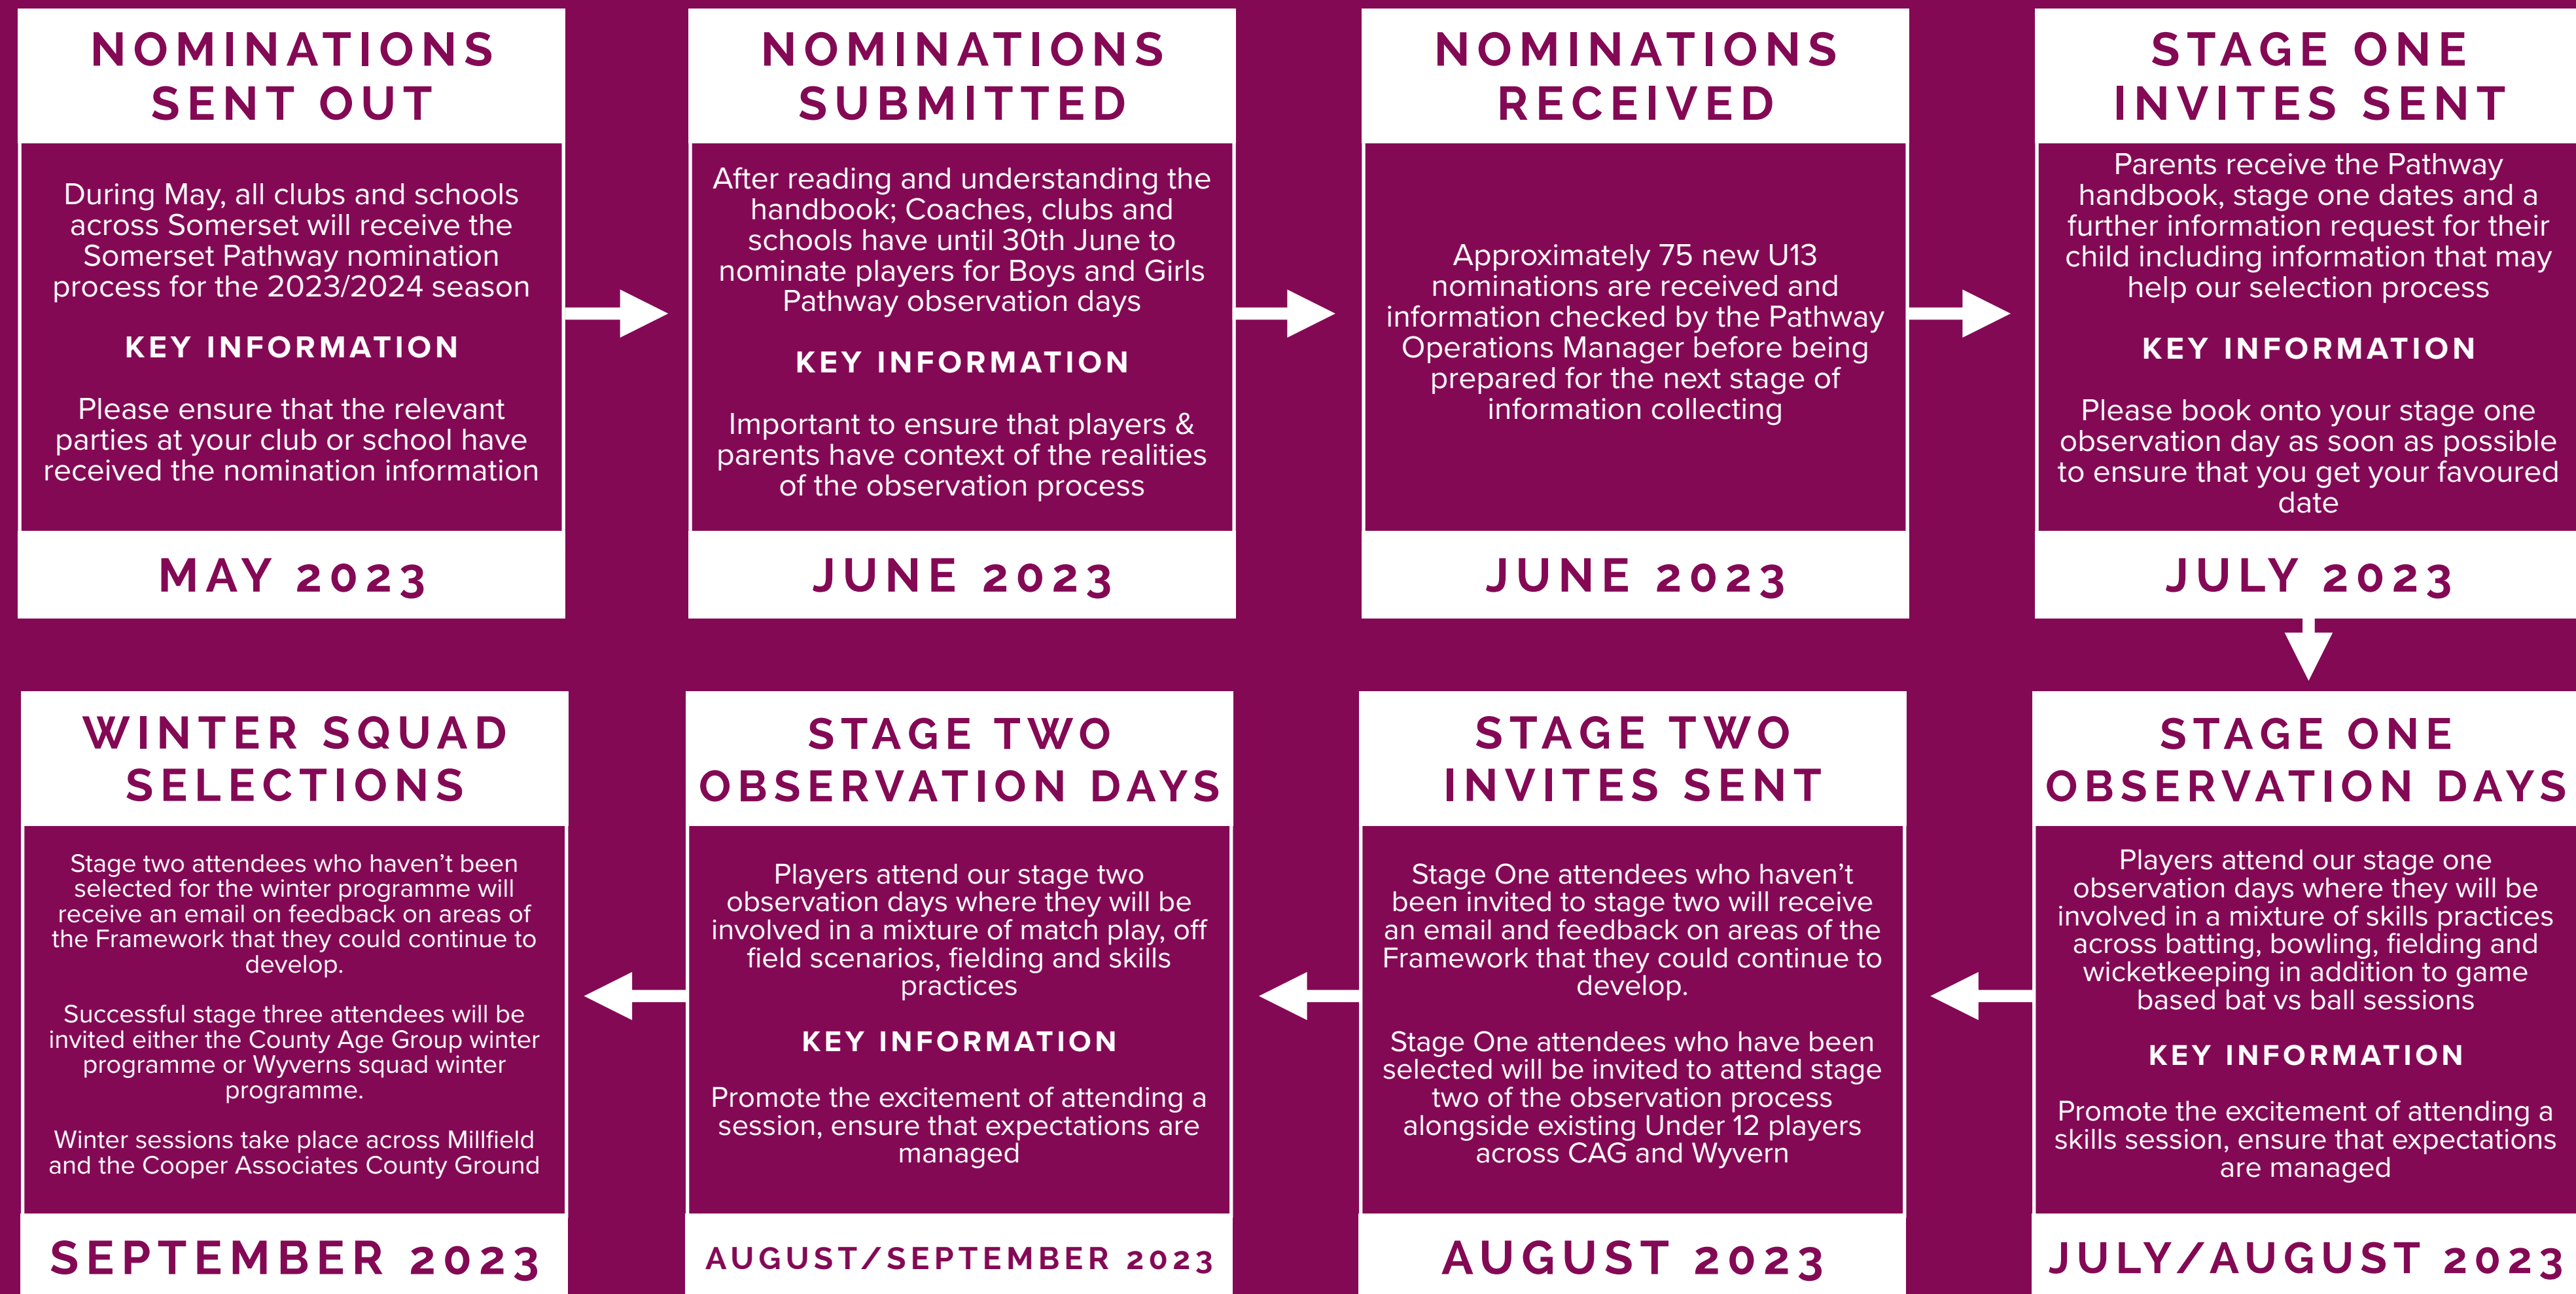 NOMINATIONS
SENT OUT
During May, all clubs and schools
across Somerset will receive the
Somerset Pathway nomination
process for the 2023/2024 season
KEY INFORMATION
Please ensure that the relevant
parties at your club or school have
received the nomination information
MAY 2023
NOMINATIONS
SUBMITTED
After reading and understanding the
handbook; Coaches, clubs and
schools have until 30th June to
nominate players for Boys and Girls
Pathway observation days
KEY INFORMATION
Important to ensure that players &
parents have context of the realities
of the observation process
JUNE 2023
NOMINATIONS
RECEIVED
Approximately 75 new U13
nominations are received and
information checked by the Pathway
Operations Manager before being
prepared for the next stage of
information collecting
JUNE 2023
STAGE ONE
INVITES SENT
Parents receive the Pathway
handbook, stage one dates and a
further information request for their
child including information that may
help our selection process
KEY INFORMATION
Please book onto your stage one
observation day as soon as possible
to ensure that you get your favoured
date
JULY 2023
STAGE ONE
OBSERVATION DAYS
Players attend our stage one
observation days where they will be
involved in a mixture of skills practices
across batting, bowling, fielding and
wicketkeeping in addition to game
based bat vs ball sessions
KEY INFORMATION
Promote the excitement of attending a
skills session, ensure that expectations
are managed
JULY/AUGUST 2023
STAGE TWO
INVITES SENT
Stage One attendees who haven't
been invited to stage two will receive
an email and feedback on areas of the
Framework that they could continue to
develop.
Stage One attendees who have been
selected will be invited to attend stage
two of the observation process
alongside existing Under 12 players
across CAG and Wyvern
AUGUST 2023
STAGE TWO
OBSERVATION DAYS
Players attend our stage two
observation days where they will be
involved in a mixture of match play, off
field scenarios, fielding and skills
practices
KEY INFORMATION
Promote the excitement of attending a
session, ensure that expectations are
managed
AUGUST/SEPTEMBER 2023
WINTER SQUAD
SELECTIONS
Stage two attendees who haven't been
selected for the winter programme will
receive an email on feedback on areas of
the Framework that they could continue to
develop.
Successful stage three attendees will be
invited either the County Age Group winter
programme or Wyverns squad winter
programme.
Winter sessions take place across Millfield
and the Cooper Associates County Ground
SEPTEMBER 2023